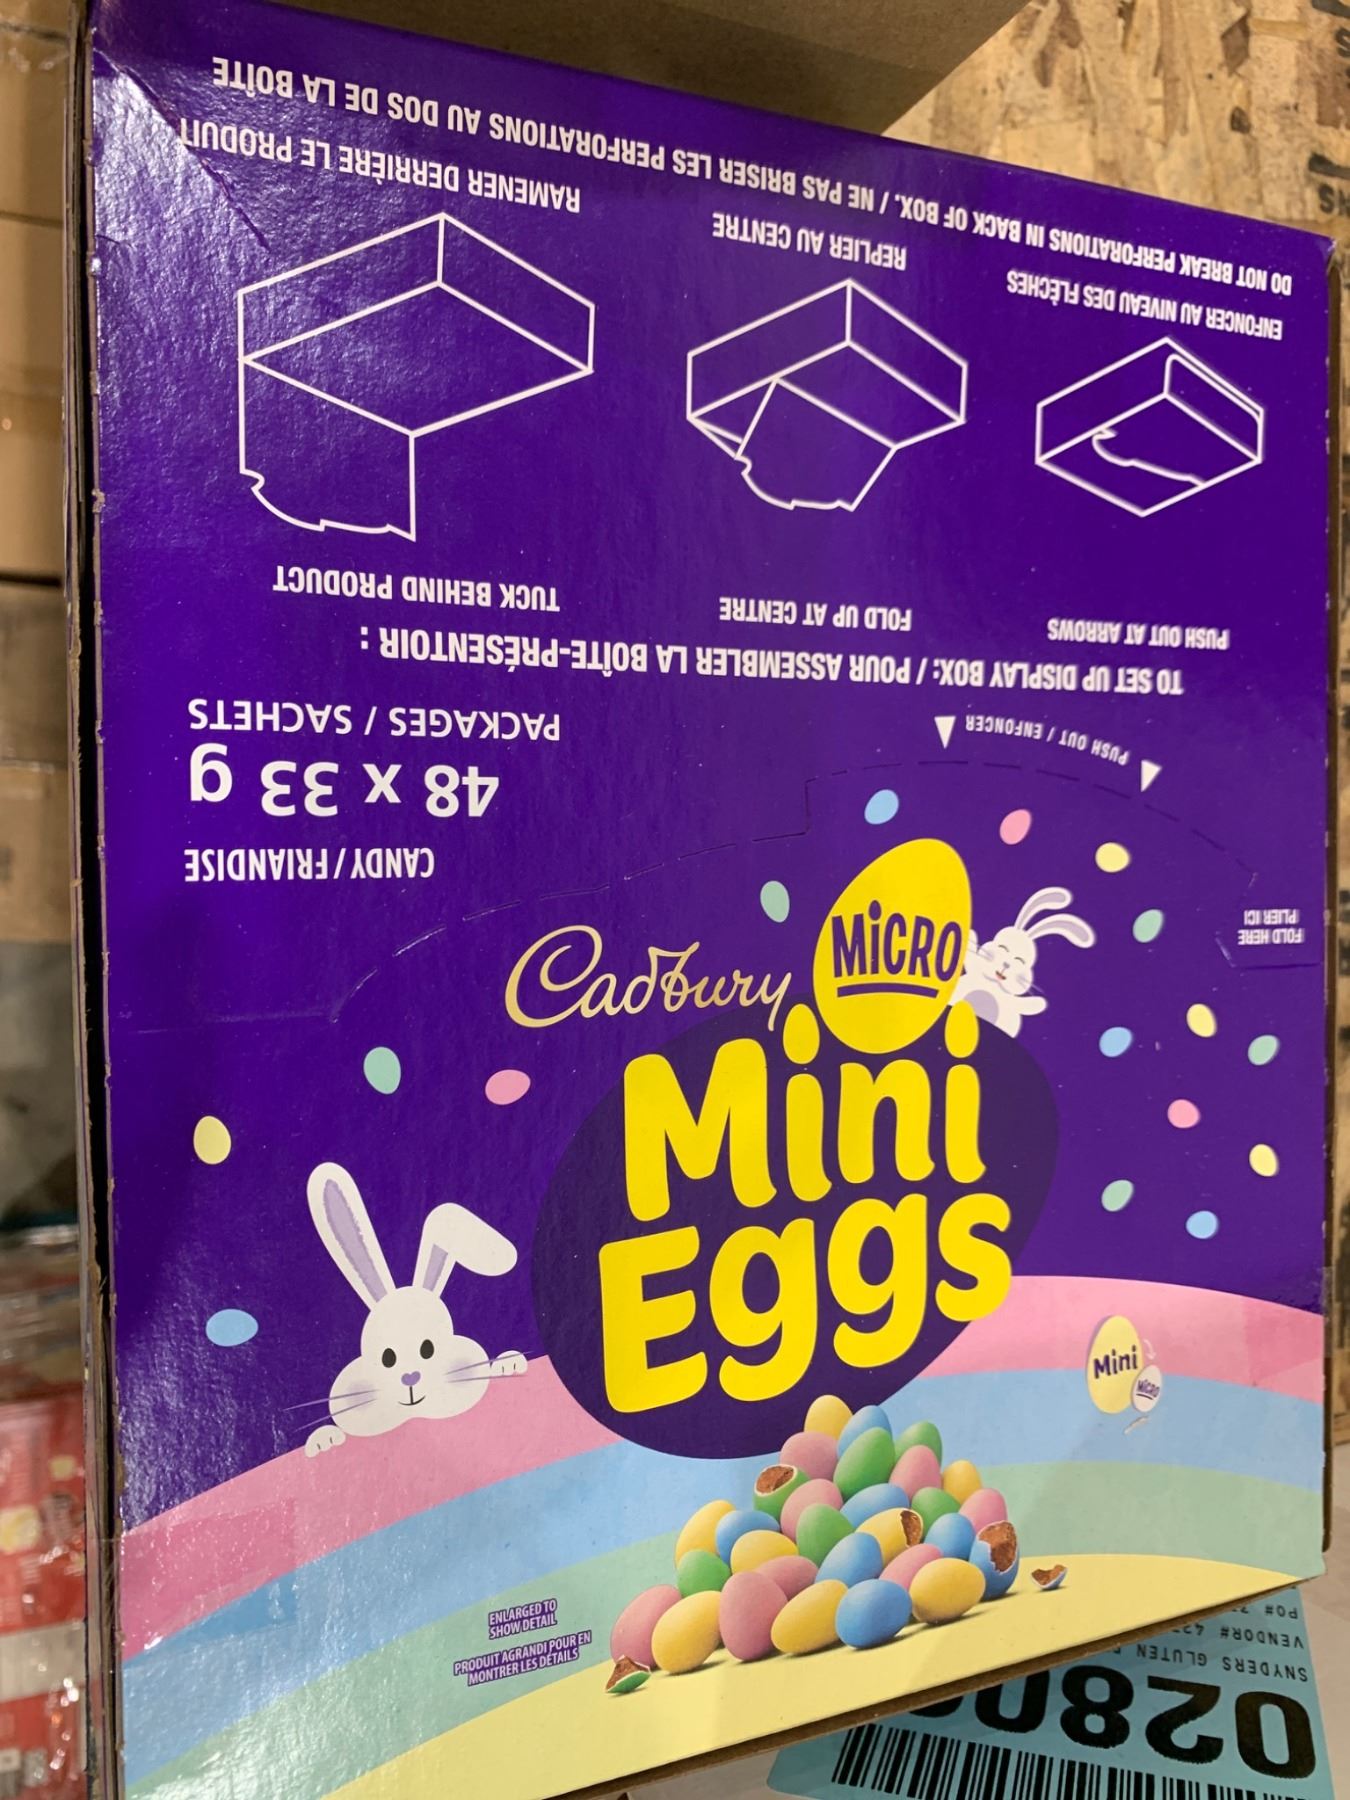 Cadbury
MiCRO
Mini
Eggs
Mini
MiCRO
ENLARGED TO
SHOW DETAIL
PRODUIT AGRANDI POUR EN
MONTRER LES DÉTAILS
FOLD HERE
PLIER ICI
CANDY / FRIANDISE
48 x 33 g
PACKAGES / SACHETS
PUSH OUT / ENFONCER
TO SET UP DISPLAY BOX: / POUR ASSEMBLER LA BOÎTE-PRÉSENTOIR :
PUSH OUT AT ARROWS
FOLD UP AT CENTRE
TUCK BEHIND PRODUCT
ENFONCER AU NIVEAU DES FLÈCHES
REPLIER AU CENTRE
RAMENER DERRIÈRE LE PRODUIT
DO NOT BREAK PERFORATIONS IN BACK OF BOX. / NE PAS BRISER LES PERFORATIONS AU DOS DE LA BOÎTE
PO#
VENDOR#
SNYDERS GLUTEN
0280